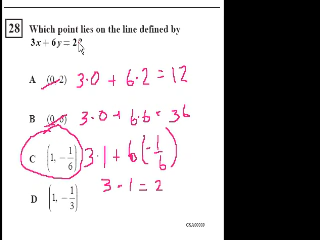 28 Which point lies on the line defined by
3x + 6y = 2?
A (0, 2) 3·0 + 6·2 = 12
B (0, 6) 3·0 + 6·6 = 36
C (1, -1/6) 3·1 + 6(-1/6)
3 - 1 = 2
D (1, -1/3)